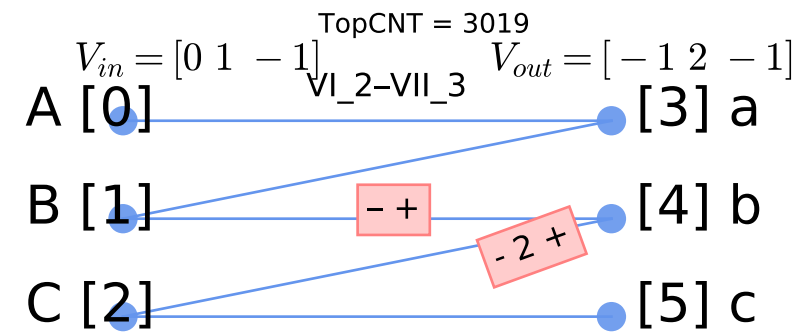 TopCNT = 3019
V_in = [0 1 − 1]
V_out = [− 1 2 − 1]
VI_2–VII_3
A [0]
[3] a
B [1]
– +
[4] b
- 2 +
C [2]
[5] c